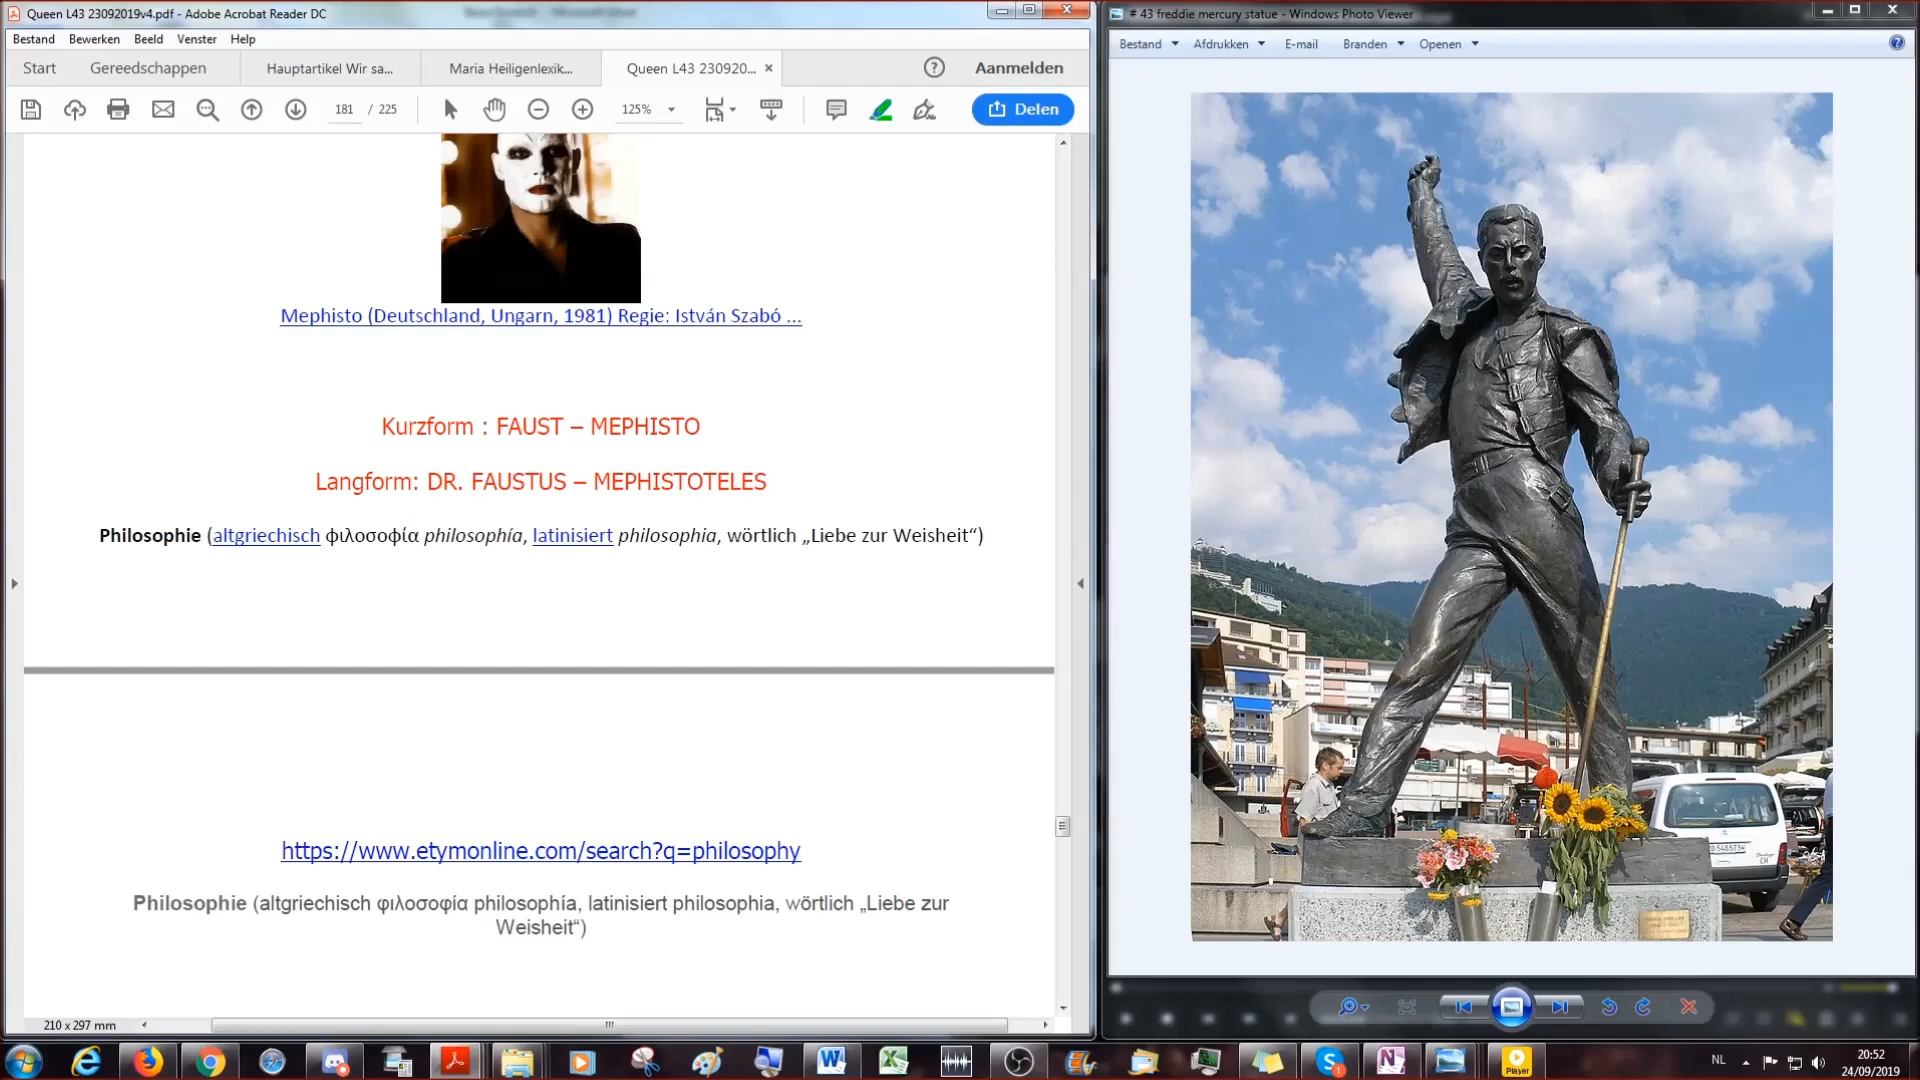 Queen L43 23092019v4.pdf - Adobe Acrobat Reader DC
Bestand Bewerken Beeld Venster Help
Start Gereedschappen Hauptartikel Wir sa... Maria Heiligenlexik... Queen L43 230920... × Aanmelden
181 / 225 125% Delen
Mephisto (Deutschland, Ungarn, 1981) Regie: István Szabó ...
Kurzform : FAUST – MEPHISTO
Langform: DR. FAUSTUS – MEPHISTOTELES
Philosophie (altgriechisch φιλοσοφία philosophía, latinisiert philosophia, wörtlich „Liebe zur Weisheit“)
https://www.etymonline.com/search?q=philosophy
Philosophie (altgriechisch φιλοσοφία philosophía, latinisiert philosophia, wörtlich „Liebe zur
Weisheit“)
210 x 297 mm
# 43 freddie mercury statue - Windows Photo Viewer
Bestand Afdrukken E-mail Branden Openen
NL
20:52
24/09/2019
Player